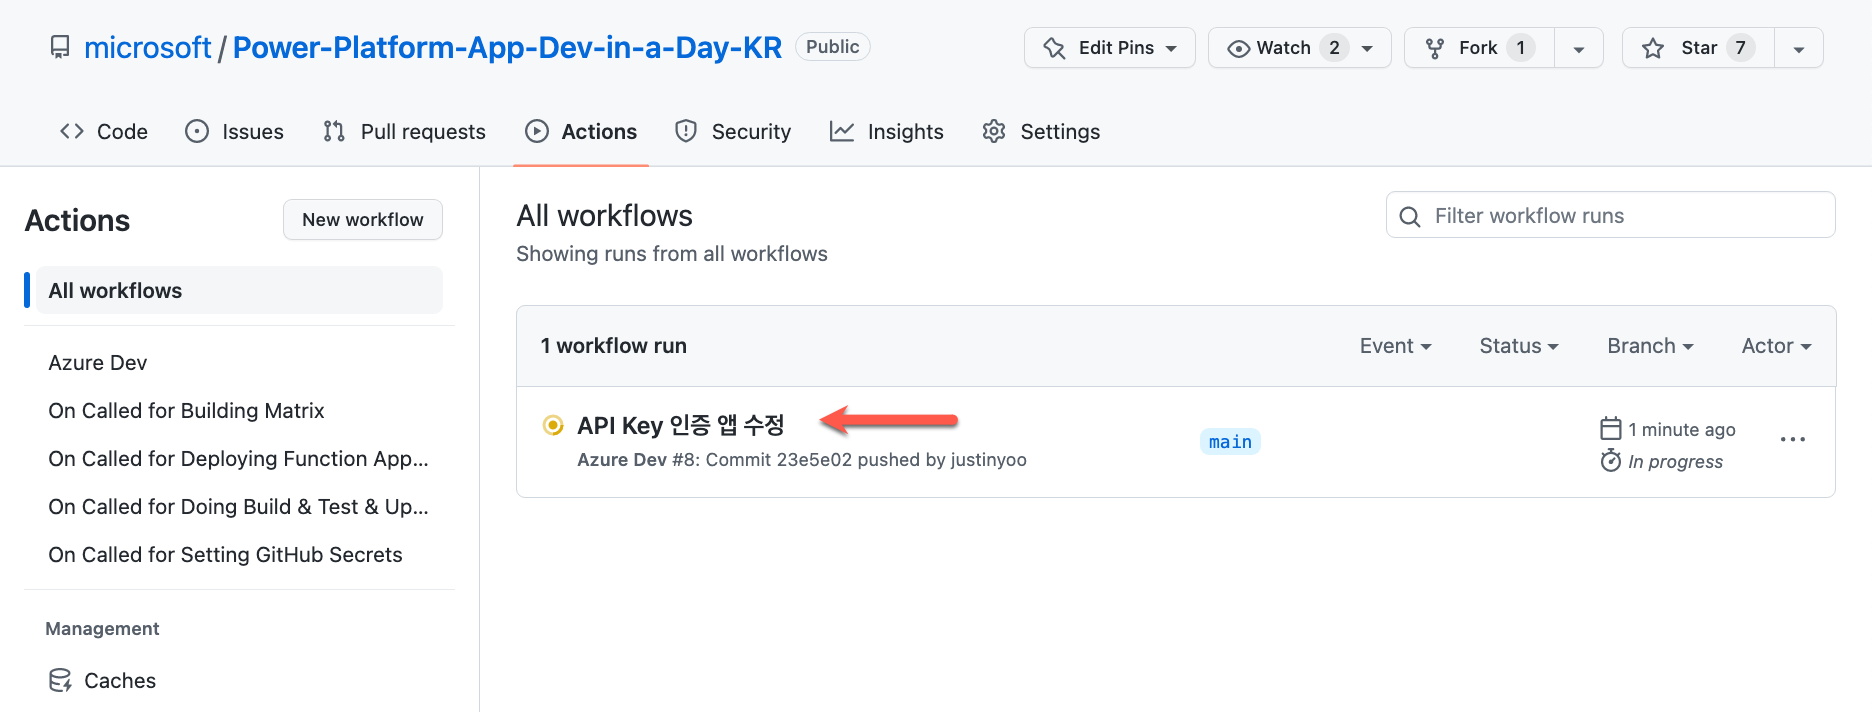 microsoft / Power-Platform-App-Dev-in-a-Day-KR Public Edit Pins Watch 2 Fork 1 Star 7
Code Issues Pull requests Actions Security Insights Settings
Actions New workflow
All workflows
Azure Dev
On Called for Building Matrix
On Called for Deploying Function App...
On Called for Doing Build & Test & Up...
On Called for Setting GitHub Secrets
Management
Caches
All workflows
Showing runs from all workflows
Filter workflow runs
1 workflow run Event Status Branch Actor
API Key 인증 앱 수정
Azure Dev #8: Commit 23e5e02 pushed by justinyoo
main
1 minute ago
In progress